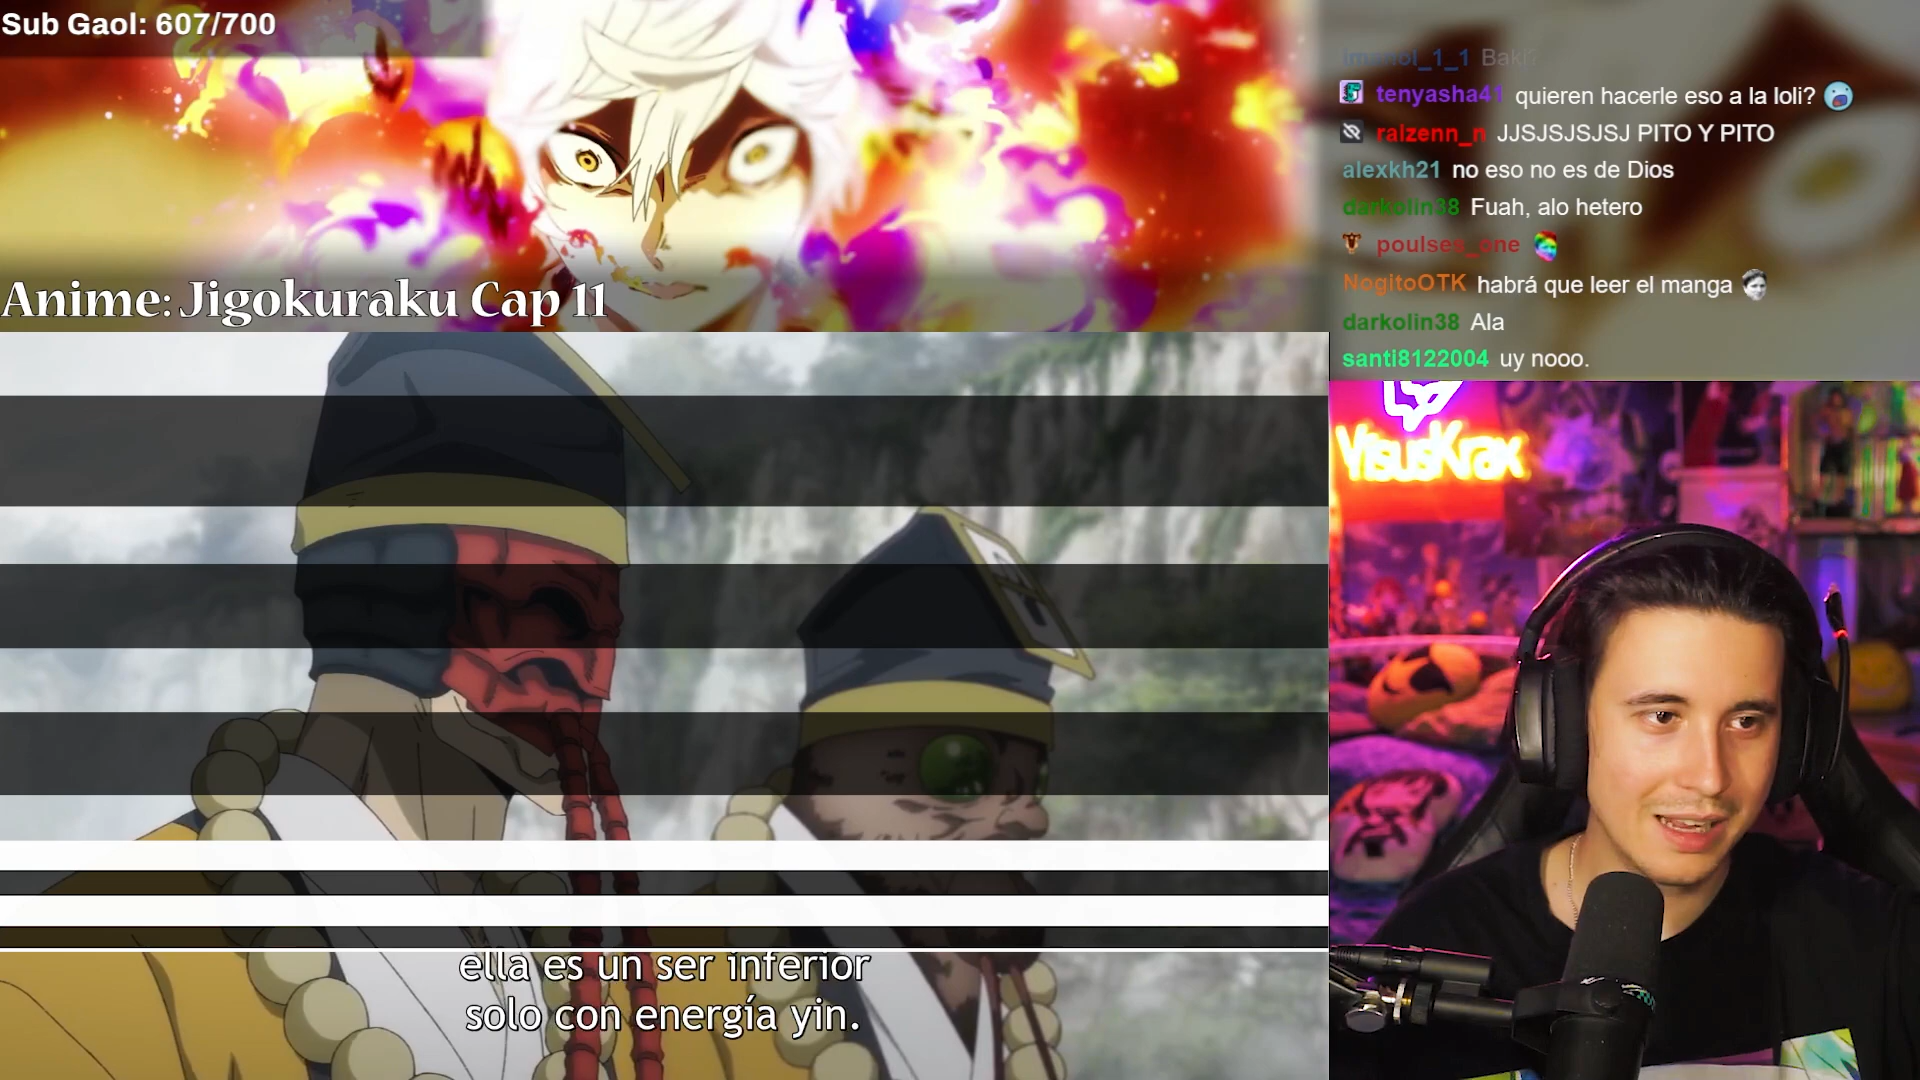 Sub Gaol: 607/700
Anime: Jigokuraku Cap 11
tenyasha41 quieren hacerle eso a la loli?
raizenn_n JJSJSJSJSJ PITO Y PITO
alexkh21 no eso no es de Dios
darkolin38 Fuah, alo hetero
poulses_one
NogitoOTK habrá que leer el manga
darkolin38 Ala
santi8122004 uy nooo.
VisusKrax
ella es un ser inferior
solo con energía yin.